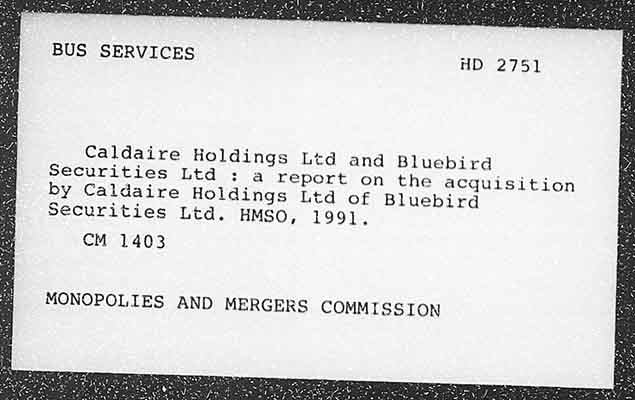 BUS SERVICES
HD 2751
Caldaire Holdings Ltd and Bluebird
Securities Ltd : a report on the acquisition
by Caldaire Holdings Ltd of Bluebird
Securities Ltd. HMSO, 1991.
CM 1403
MONOPOLIES AND MERGERS COMMISSION